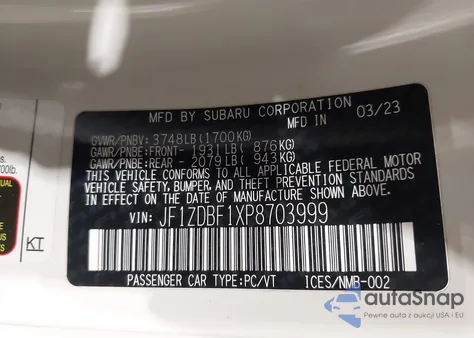 MFD BY SUBARU CORPORATION 03/23
GVWR/PNBV: 3748LB(1700KG)
GAWR/PNBE:FRONT- 1931LB( 876KG)
GAWR/PNBE:REAR - 2079LB( 943KG)
THIS VEHICLE CONFORMS TO ALL APPLICABLE FEDERAL MOTOR
VEHICLE SAFETY, BUMPER, AND THEFT PREVENTION STANDARDS
IN EFFECT ON THE DATE OF MANUFACTURE SHOWN ABOVE.
VIN: JF1ZDBF1XP8703999
PASSENGER CAR TYPE:PC/VT ICES/NMB-002
KT
autoSnap
Pewne auta z aukcji USA i EU